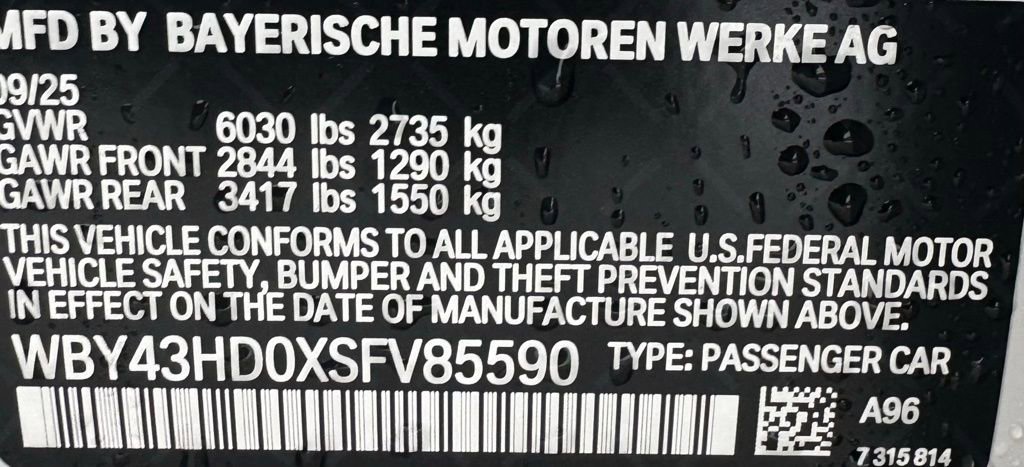 MFD BY BAYERISCHE MOTOREN WERKE AG
09/25
GVWR 6030 lbs 2735 kg
GAWR FRONT 2844 lbs 1290 kg
GAWR REAR 3417 lbs 1550 kg
THIS VEHICLE CONFORMS TO ALL APPLICABLE U.S.FEDERAL MOTOR
VEHICLE SAFETY, BUMPER AND THEFT PREVENTION STANDARDS
IN EFFECT ON THE DATE OF MANUFACTURE SHOWN ABOVE.
WBY43HD0XSFV85590 TYPE: PASSENGER CAR
A96
7 315 814